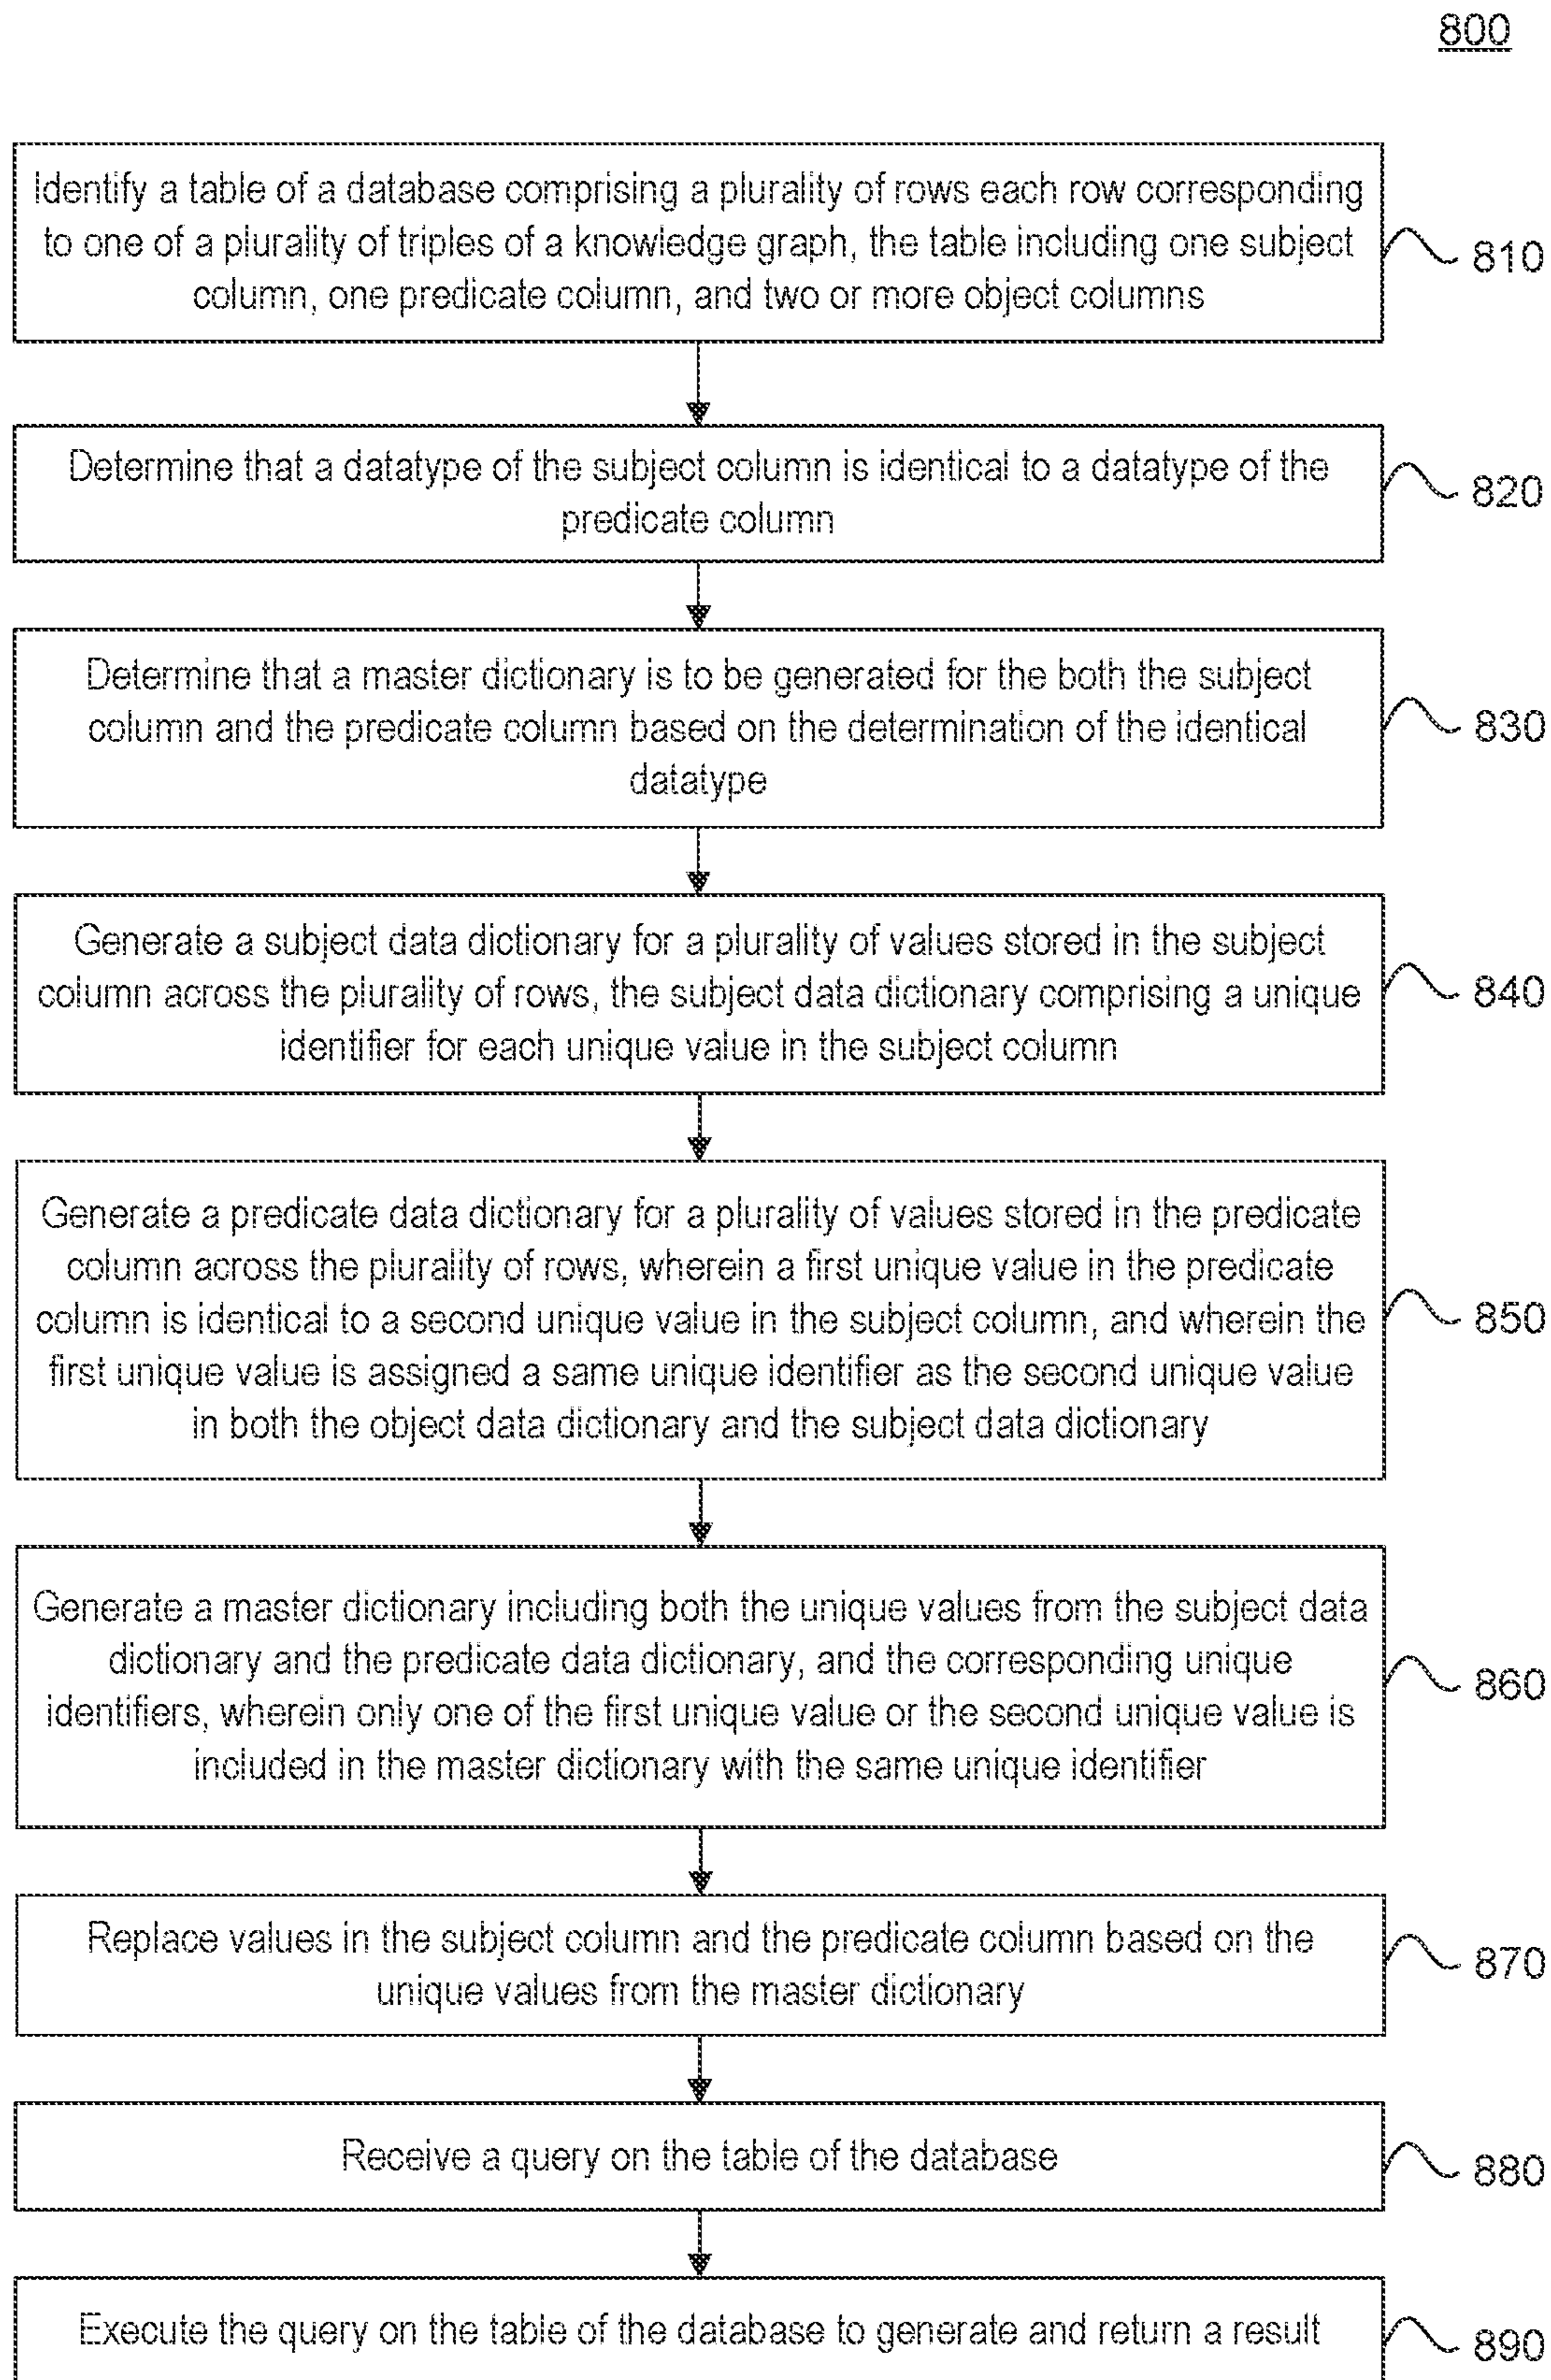 800
Identify a table of a database comprising a plurality of rows each row corresponding
to one of a plurality of triples of a knowledge graph, the table including one subject
column, one predicate column, and two or more object columns
810
Determine that a datatype of the subject column is identical to a datatype of the
predicate column
820
Determine that a master dictionary is to be generated for the both the subject
column and the predicate column based on the determination of the identical
datatype
830
Generate a subject data dictionary for a plurality of values stored in the subject
column across the plurality of rows, the subject data dictionary comprising a unique
identifier for each unique value in the subject column
840
Generate a predicate data dictionary for a plurality of values stored in the predicate
column across the plurality of rows, wherein a first unique value in the predicate
column is identical to a second unique value in the subject column, and wherein the
first unique value is assigned a same unique identifier as the second unique value
in both the object data dictionary and the subject data dictionary
850
Generate a master dictionary including both the unique values from the subject data
dictionary and the predicate data dictionary, and the corresponding unique
identifiers, wherein only one of the first unique value or the second unique value is
included in the master dictionary with the same unique identifier
860
Replace values in the subject column and the predicate column based on the
unique values from the master dictionary
870
Receive a query on the table of the database
880
Execute the query on the table of the database to generate and return a result
890